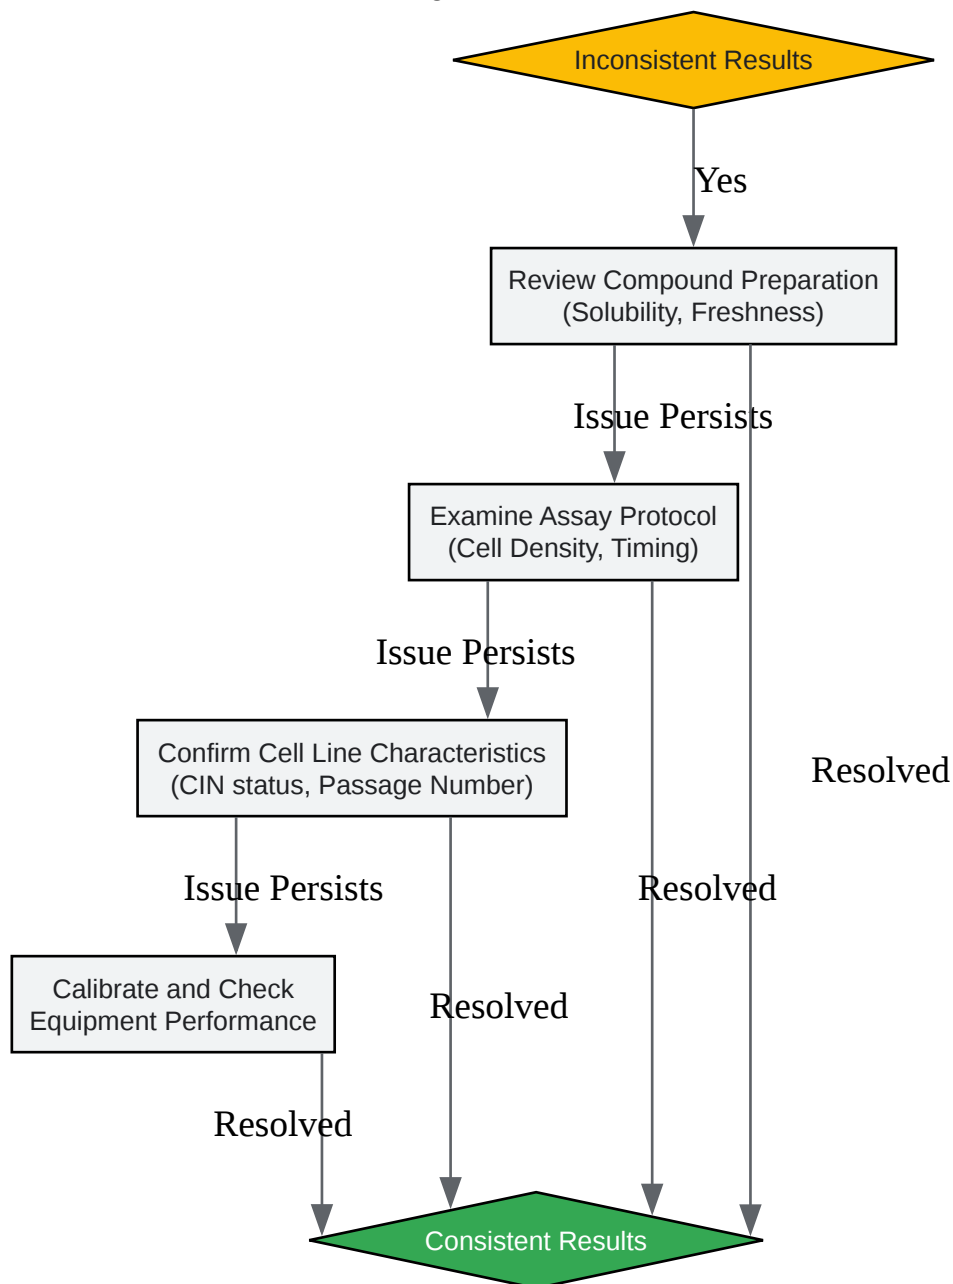 Inconsistent Results
Yes
Review Compound Preparation
(Solubility, Freshness)
Issue Persists
Examine Assay Protocol
(Cell Density, Timing)
Issue Persists
Confirm Cell Line Characteristics
(CIN status, Passage Number)
Resolved
Issue Persists
Resolved
Calibrate and Check
Equipment Performance
Resolved
Resolved
Consistent Results